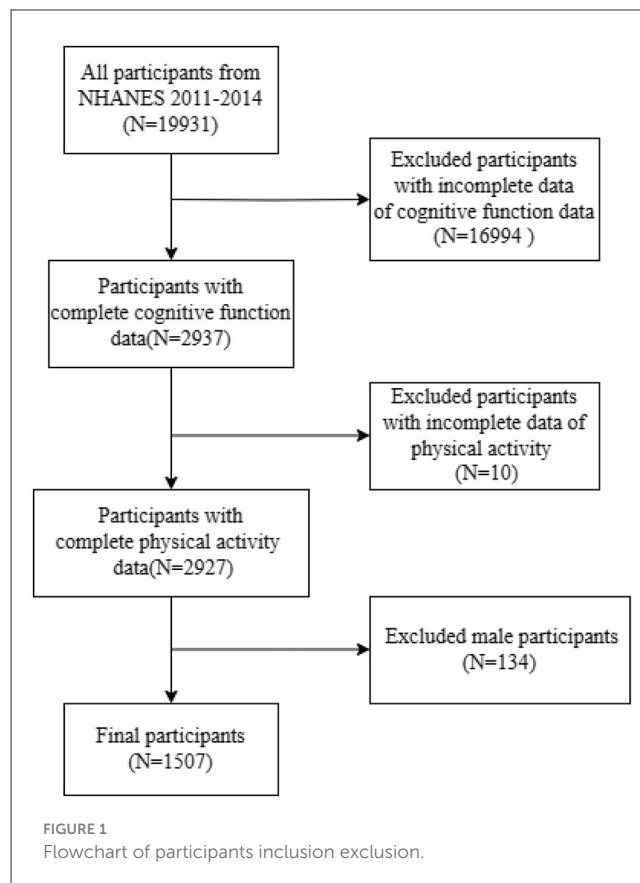 All participants from
NHANES 2011-2014
(N=19931)
Excluded participants
with incomplete data
of cognitive function data
(N=16994 )
Participants with
complete cognitive function
data(N=2937)
Excluded participants
with incomplete data of
physical activity
(N=10)
Participants with
complete physical activity
data(N=2927)
Excluded male participants
(N=134)
Final participants
(N=1507)
FIGURE 1
Flowchart of participants inclusion exclusion.